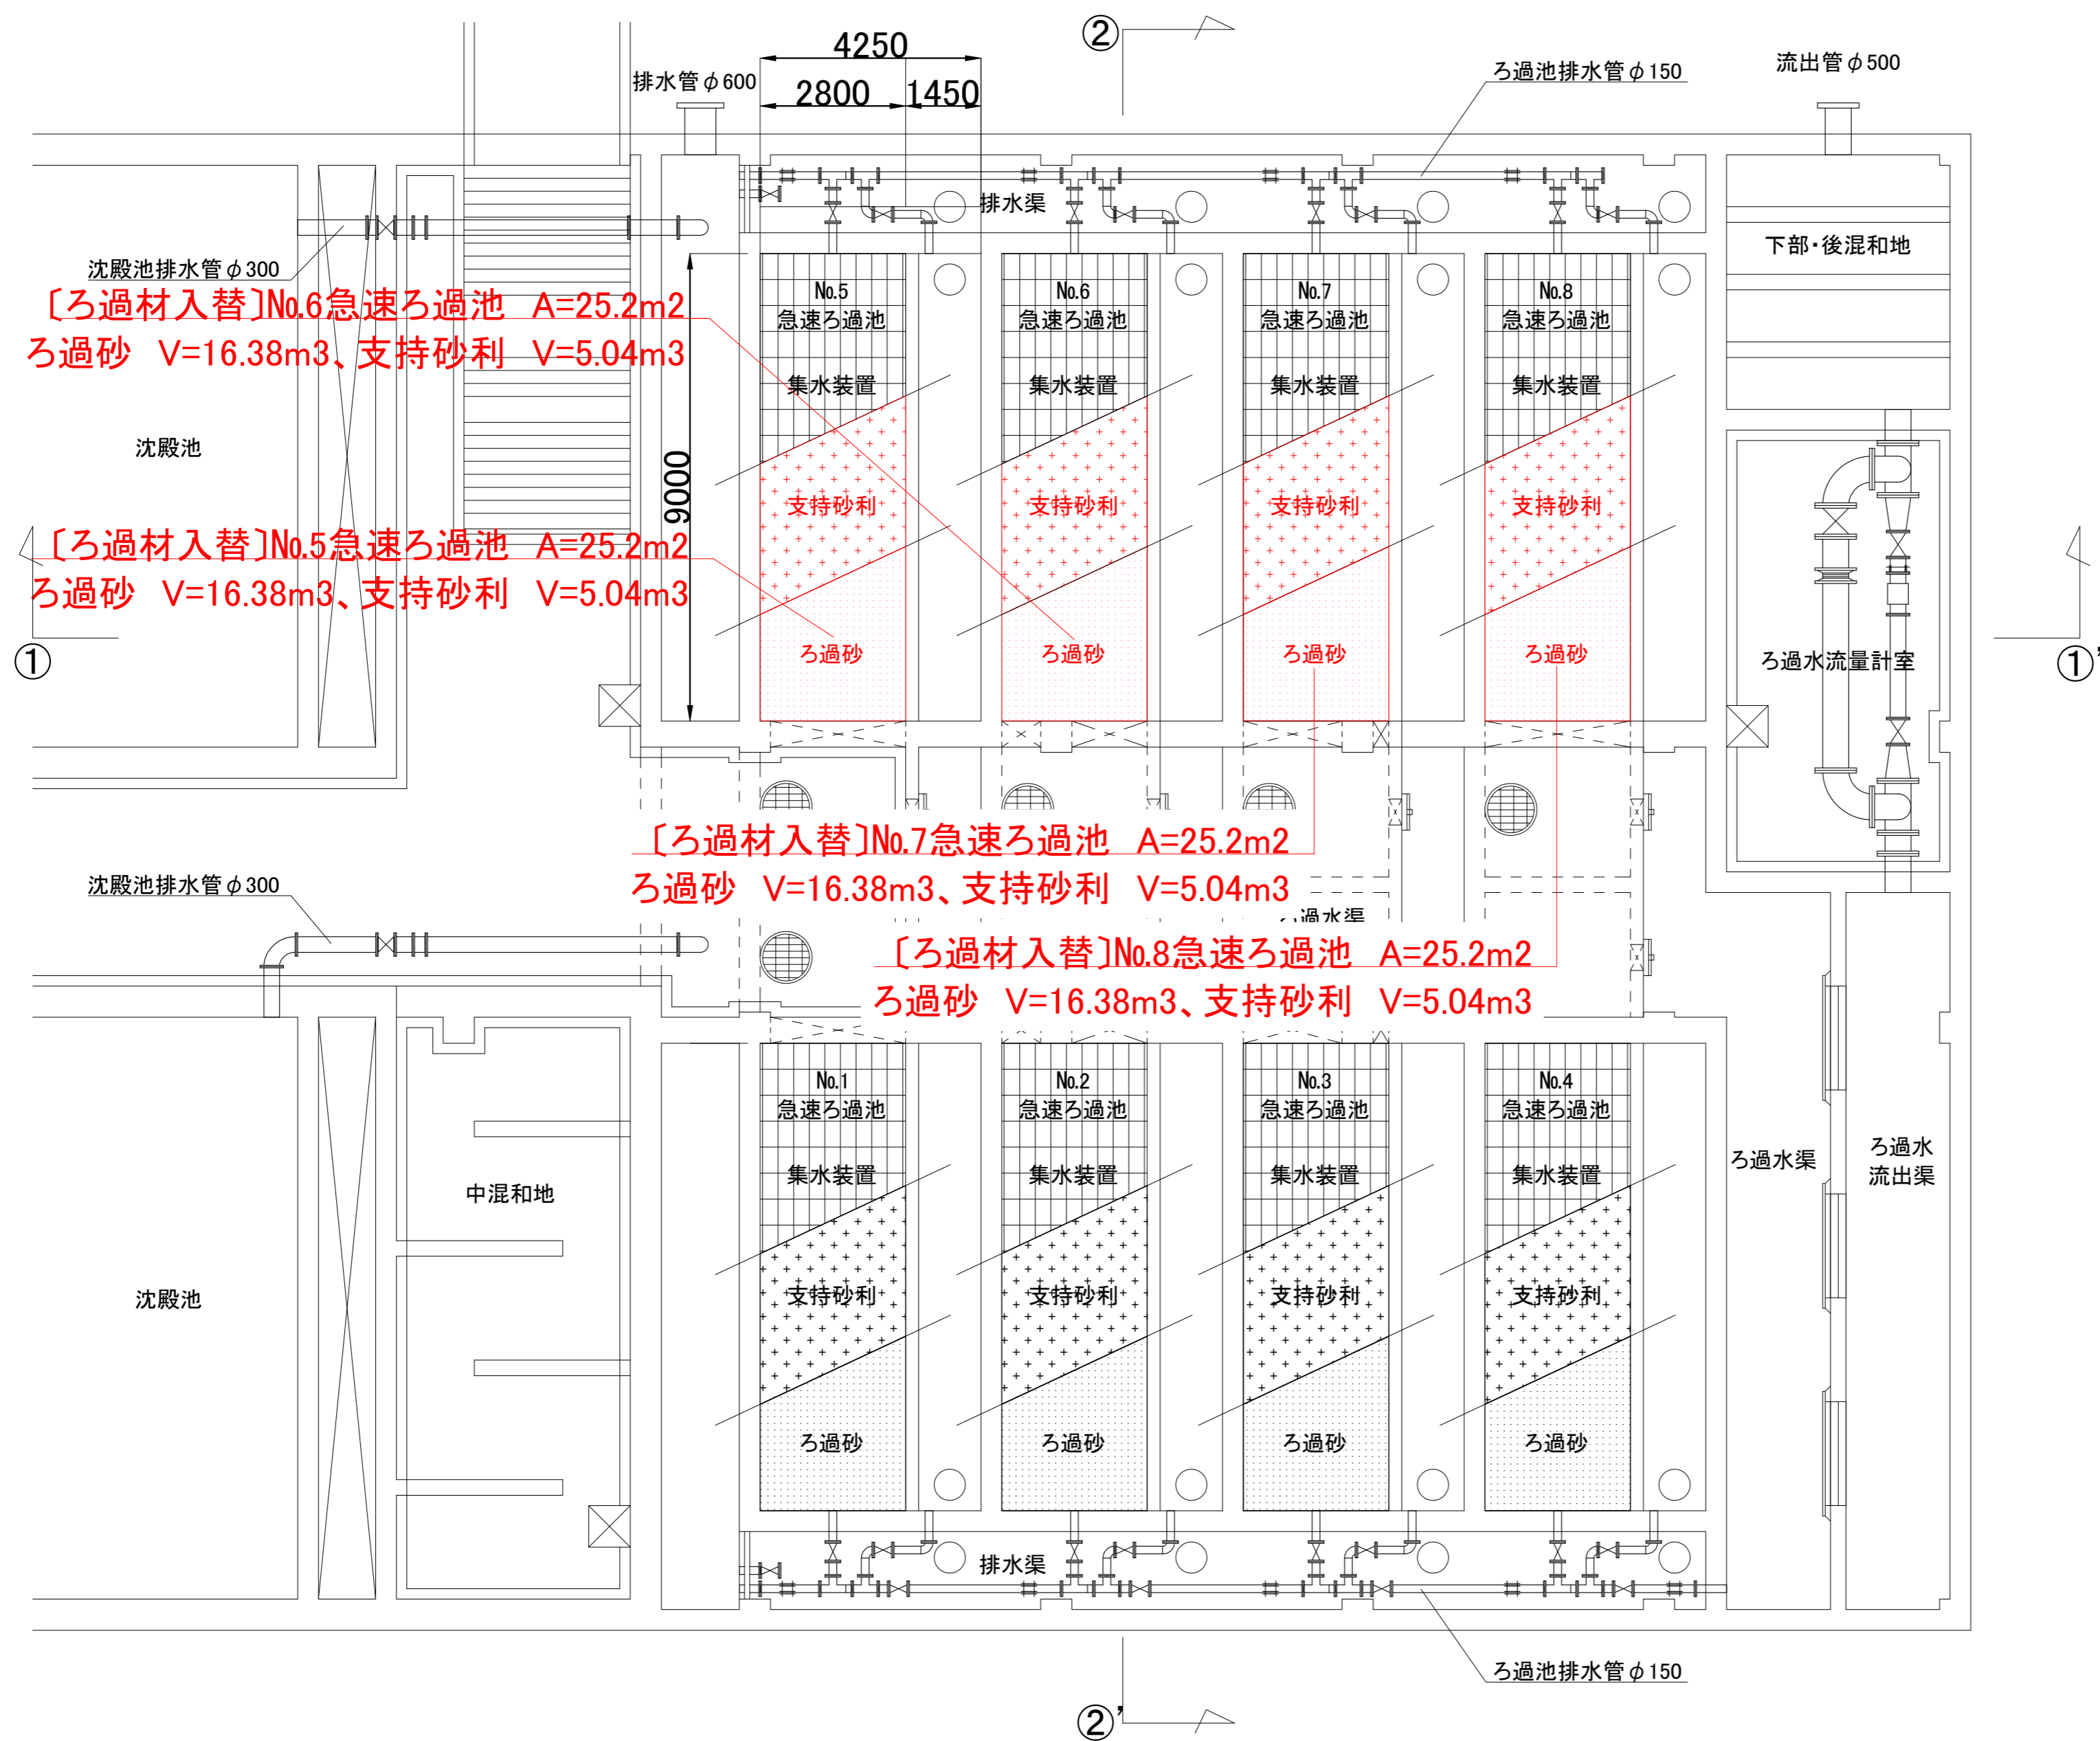 ②
4250
排水管φ600
2800
1450
ろ過池排水管φ150
流出管φ500
排水渠
下部・後混和地
沈殿池排水管φ300
〔ろ過材入替〕No.6急速ろ過池 A=25.2m2
ろ過砂 V=16.38m3、支持砂利 V=5.04m3
No.5
急速ろ過池
集水装置
支持砂利
ろ過砂
No.6
急速ろ過池
集水装置
支持砂利
ろ過砂
No.7
急速ろ過池
集水装置
支持砂利
ろ過砂
No.8
急速ろ過池
集水装置
支持砂利
ろ過砂
沈殿池
9000
〔ろ過材入替〕No.5急速ろ過池 A=25.2m2
ろ過砂 V=16.38m3、支持砂利 V=5.04m3
①
ろ過水流量計室
①'
〔ろ過材入替〕No.7急速ろ過池 A=25.2m2
ろ過砂 V=16.38m3、支持砂利 V=5.04m3
沈殿池排水管φ300
過水渠
〔ろ過材入替〕No.8急速ろ過池 A=25.2m2
ろ過砂 V=16.38m3、支持砂利 V=5.04m3
No.1
急速ろ過池
集水装置
支持砂利
ろ過砂
No.2
急速ろ過池
集水装置
支持砂利
ろ過砂
No.3
急速ろ過池
集水装置
支持砂利
ろ過砂
No.4
急速ろ過池
集水装置
支持砂利
ろ過砂
中混和地
沈殿池
ろ過水渠
ろ過水
流出渠
排水渠
ろ過池排水管φ150
②'